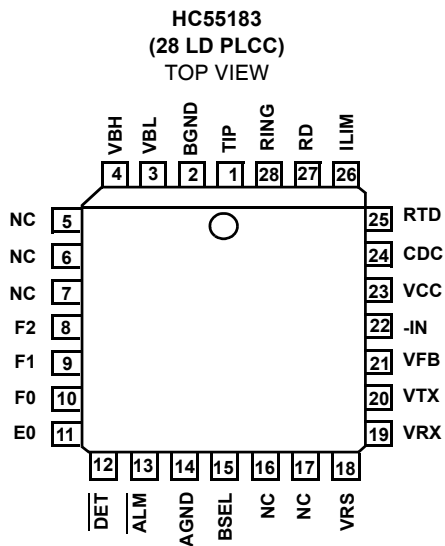 HC55183
(28 LD PLCC)
TOP VIEW
VBH
VBL
BGND
TIP
RING
RD
ILIM
4
3
2
1
28
27
26
NC 5
NC 6
NC 7
F2 8
F1 9
F0 10
E0 11
25 RTD
24 CDC
23 VCC
22 -IN
21 VFB
20 VTX
19 VRX
12
13
14
15
16
17
18
DET
ALM
AGND
BSEL
NC
NC
VRS